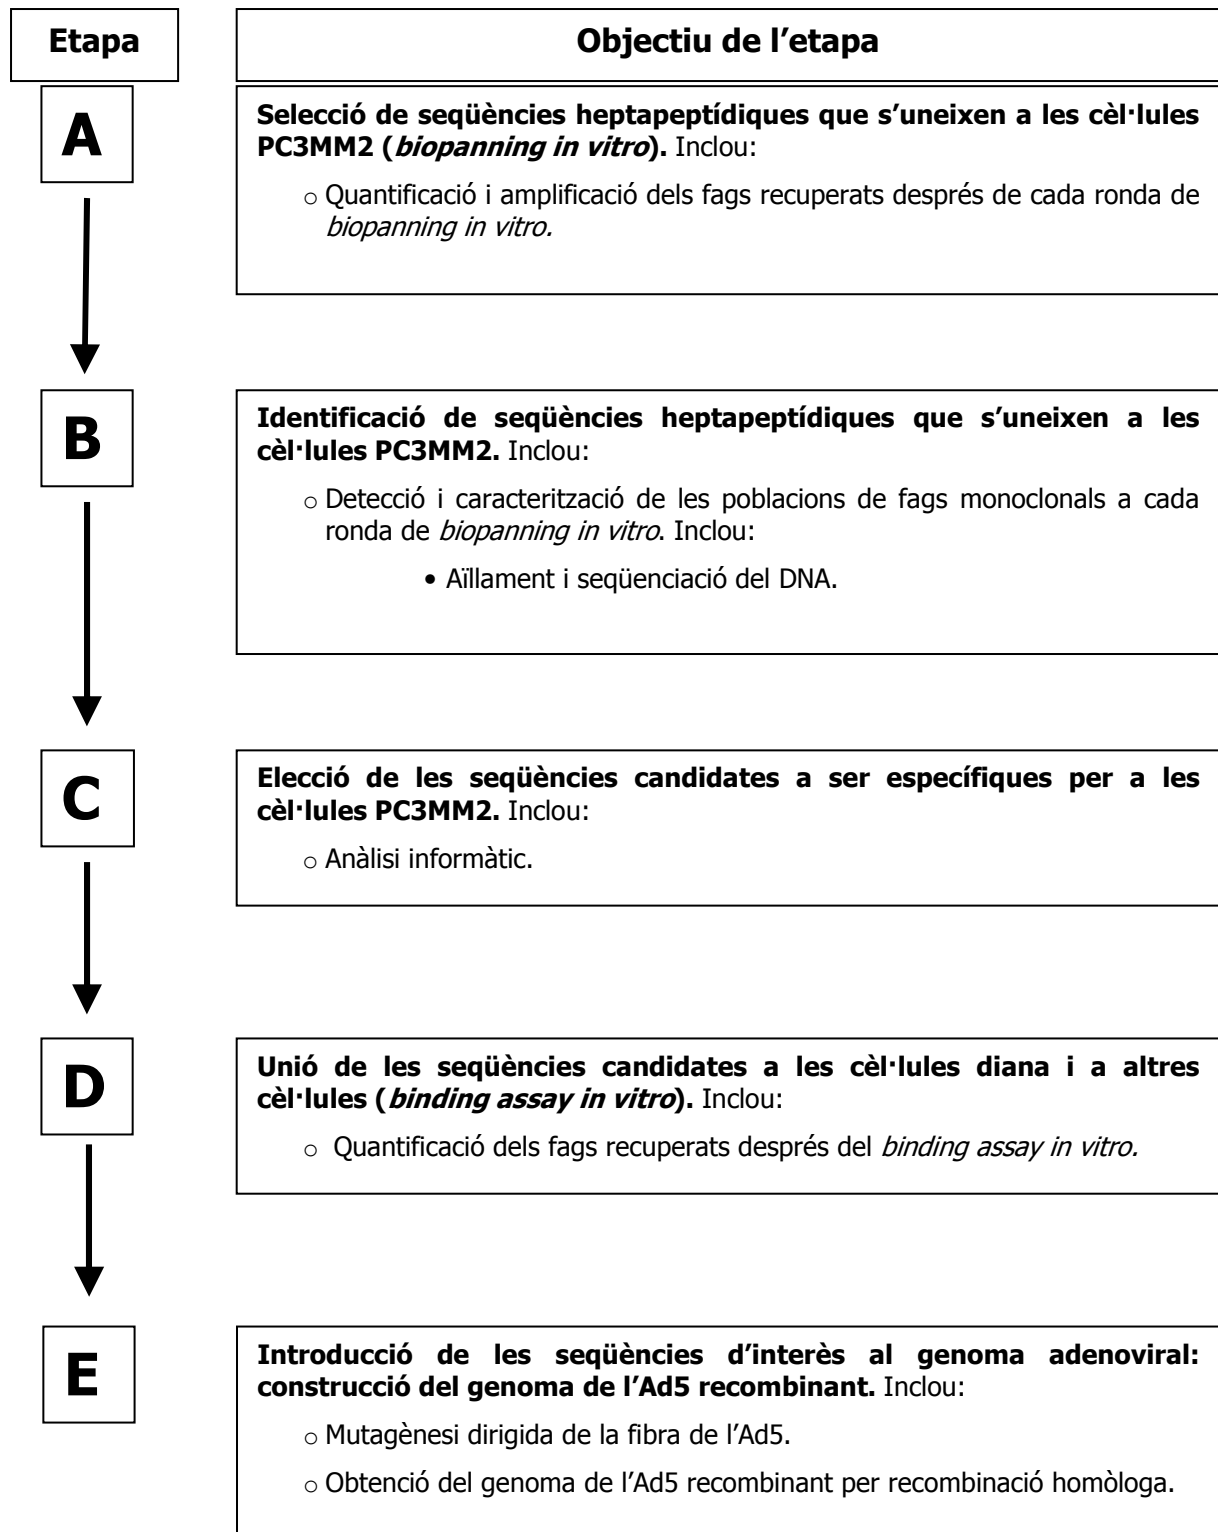 Etapa
Objectiu de l’etapa
A
Selecció de seqüències heptapeptídiques que s’uneixen a les cèl·lules
PC3MM2 (biopanning in vitro). Inclou:
o Quantificació i amplificació dels fags recuperats després de cada ronda de
biopanning in vitro.
B
Identificació de seqüències heptapeptídiques que s’uneixen a les
cèl·lules PC3MM2. Inclou:
o Detecció i caracterització de les poblacions de fags monoclonals a cada
ronda de biopanning in vitro. Inclou:
• Aïllament i seqüenciació del DNA.
C
Elecció de les seqüències candidates a ser específiques per a les
cèl·lules PC3MM2. Inclou:
o Anàlisi informàtic.
D
Unió de les seqüències candidates a les cèl·lules diana i a altres
cèl·lules (binding assay in vitro). Inclou:
o Quantificació dels fags recuperats després del binding assay in vitro.
E
Introducció de les seqüències d’interès al genoma adenoviral:
construcció del genoma de l’Ad5 recombinant. Inclou:
o Mutagènesi dirigida de la fibra de l’Ad5.
o Obtenció del genoma de l’Ad5 recombinant per recombinació homòloga.